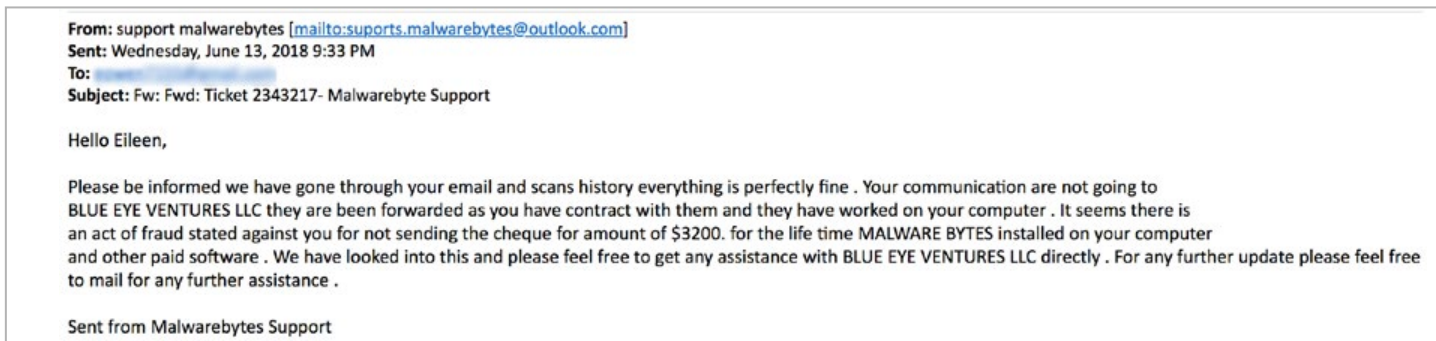 From: support malwarebytes [mailto:suports.malwarebytes@outlook.com]
Sent: Wednesday, June 13, 2018 9:33 PM
To:
Subject: Fw: Fwd: Ticket 2343217- Malwarebyte Support
Hello Eileen,
Please be informed we have gone through your email and scans history everything is perfectly fine . Your communication are not going to
BLUE EYE VENTURES LLC they are been forwarded as you have contract with them and they have worked on your computer . It seems there is
an act of fraud stated against you for not sending the cheque for amount of $3200. for the life time MALWARE BYTES installed on your computer
and other paid software . We have looked into this and please feel free to get any assistance with BLUE EYE VENTURES LLC directly . For any further update please feel free
to mail for any further assistance .
Sent from Malwarebytes Support